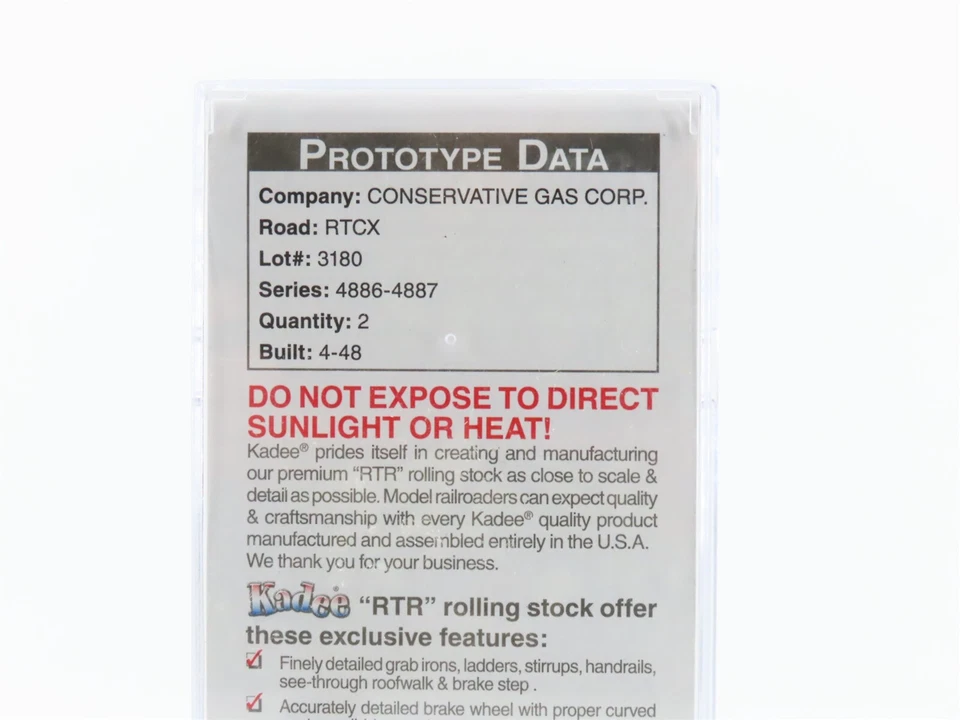 PROTOTYPE DATA
Company: CONSERVATIVE GAS CORP.
Road: RTCX
Lot#: 3180
Series: 4886-4887
Quantity: 2
Built: 4-48
DO NOT EXPOSE TO DIRECT
SUNLIGHT OR HEAT!
Kadee® prides itself in creating and manufacturing
our premium “RTR” rolling stock as close to scale &
detail as possible. Model railroaders can expect quality
& craftsmanship with every Kadee® quality product
manufactured and assembled entirely in the U.S.A.
We thank you for your business.
Kadee “RTR” rolling stock offer
these exclusive features:
Finely detailed grab irons, ladders, stirrups, handrails,
see-through roofwalk & brake step .
Accurately detailed brake wheel with proper curved